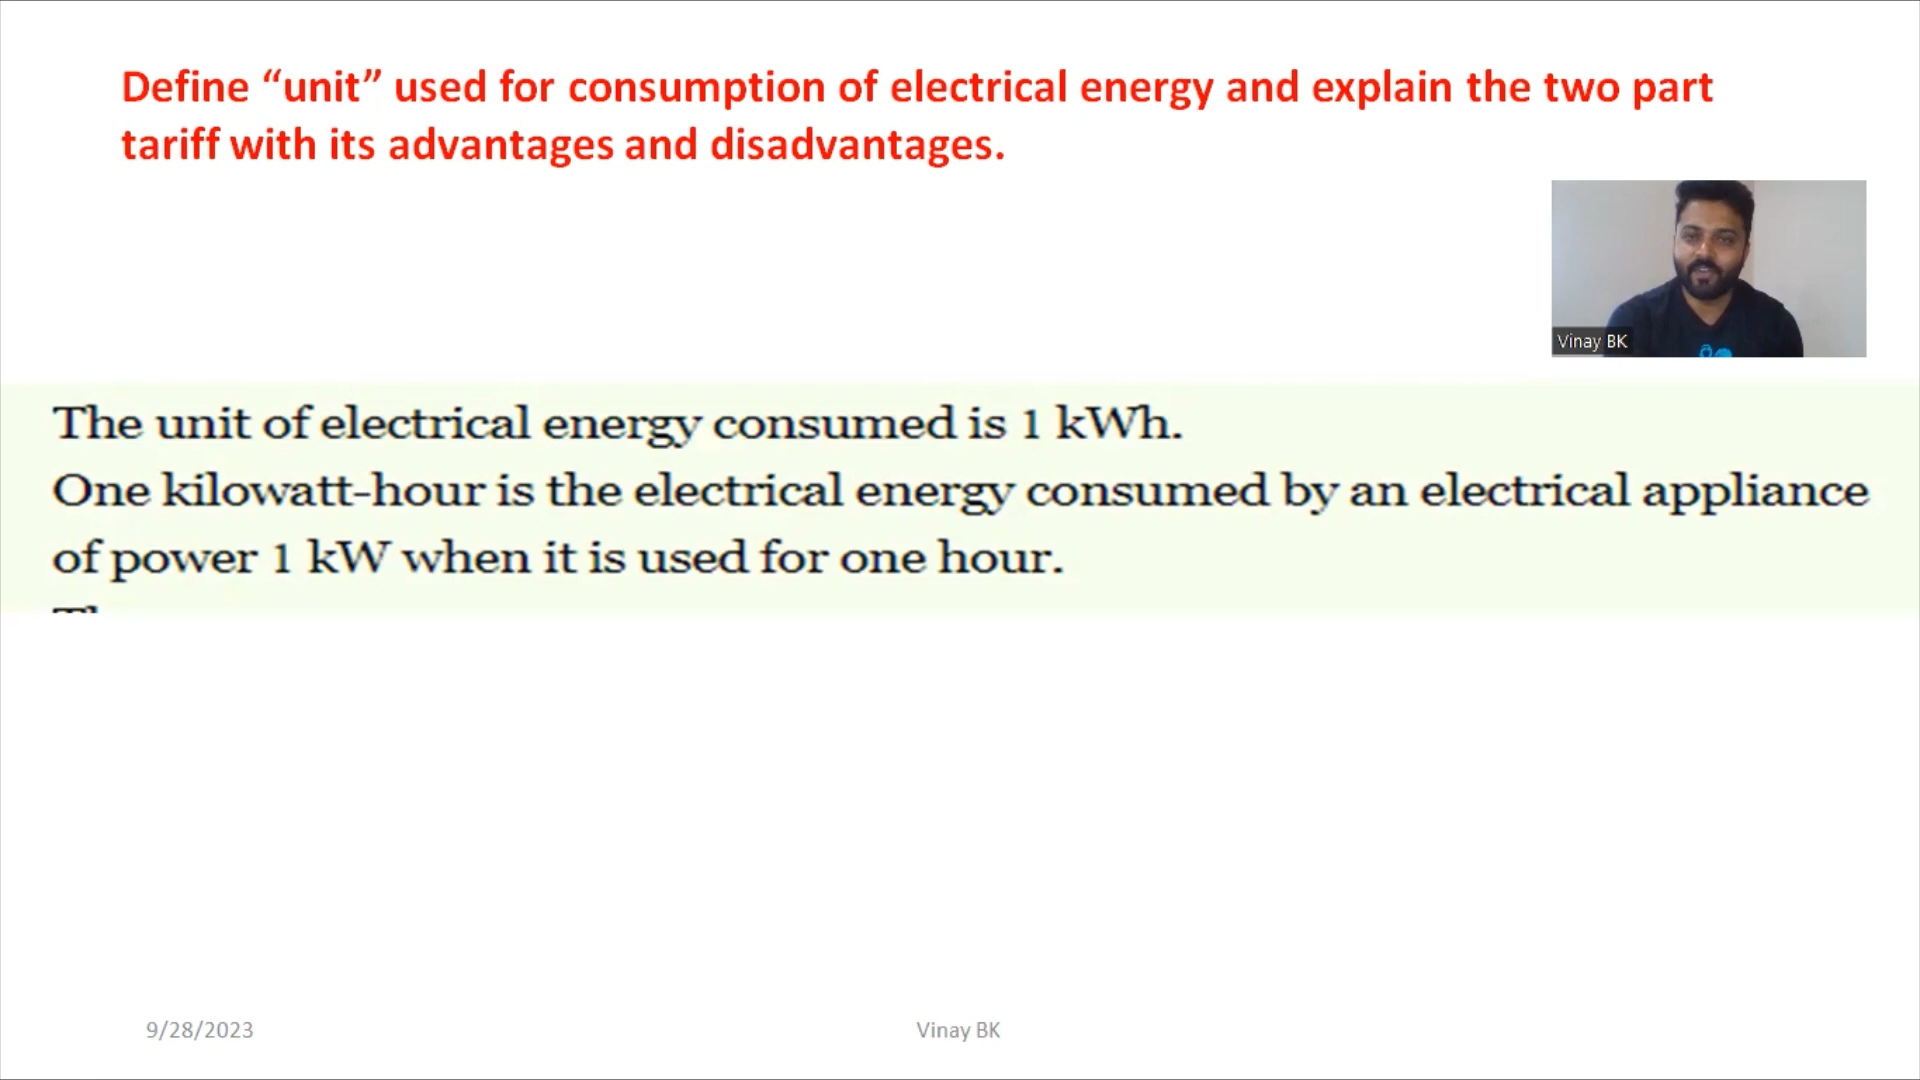 Define “unit” used for consumption of electrical energy and explain the two part
tariff with its advantages and disadvantages.
Vinay BK
The unit of electrical energy consumed is 1 kWh.
One kilowatt-hour is the electrical energy consumed by an electrical appliance
of power 1 kW when it is used for one hour.
9/28/2023
Vinay BK